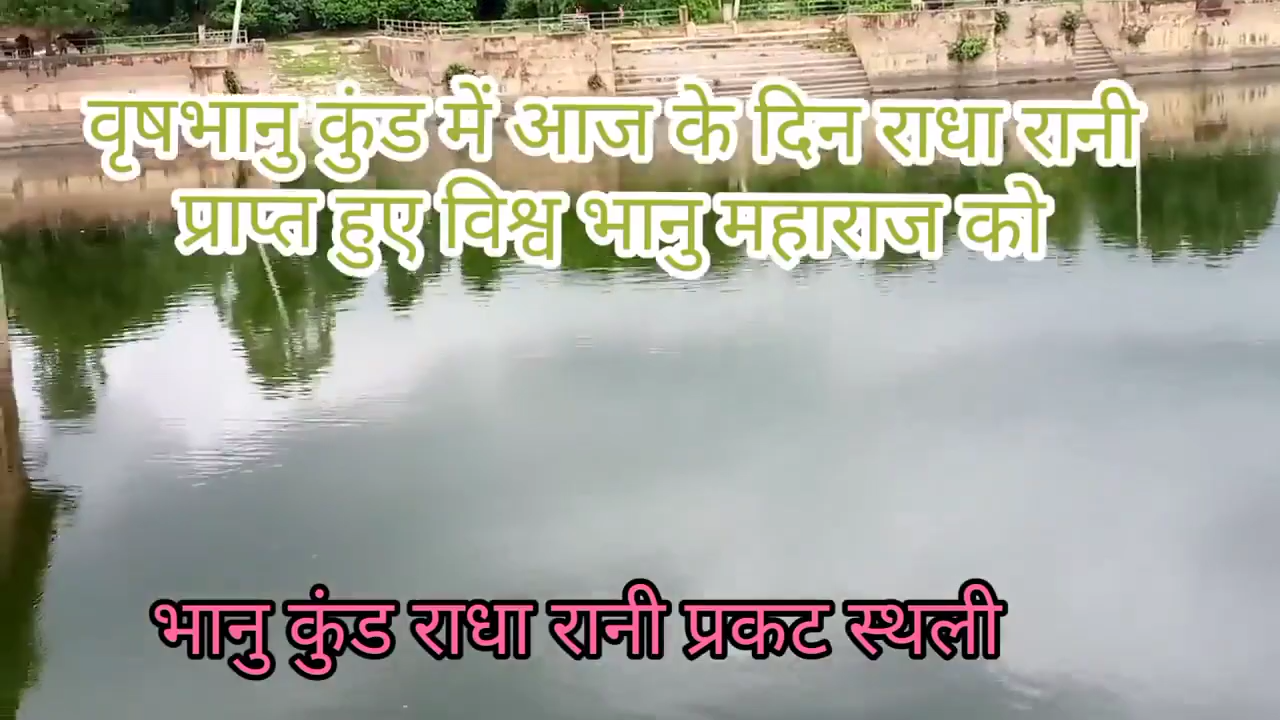 वृषभानु कुंड में आज के दिन राधा रानी
प्राप्त हुए विश्व भानु महाराज को
भानु कुंड राधा रानी प्रकट स्थली